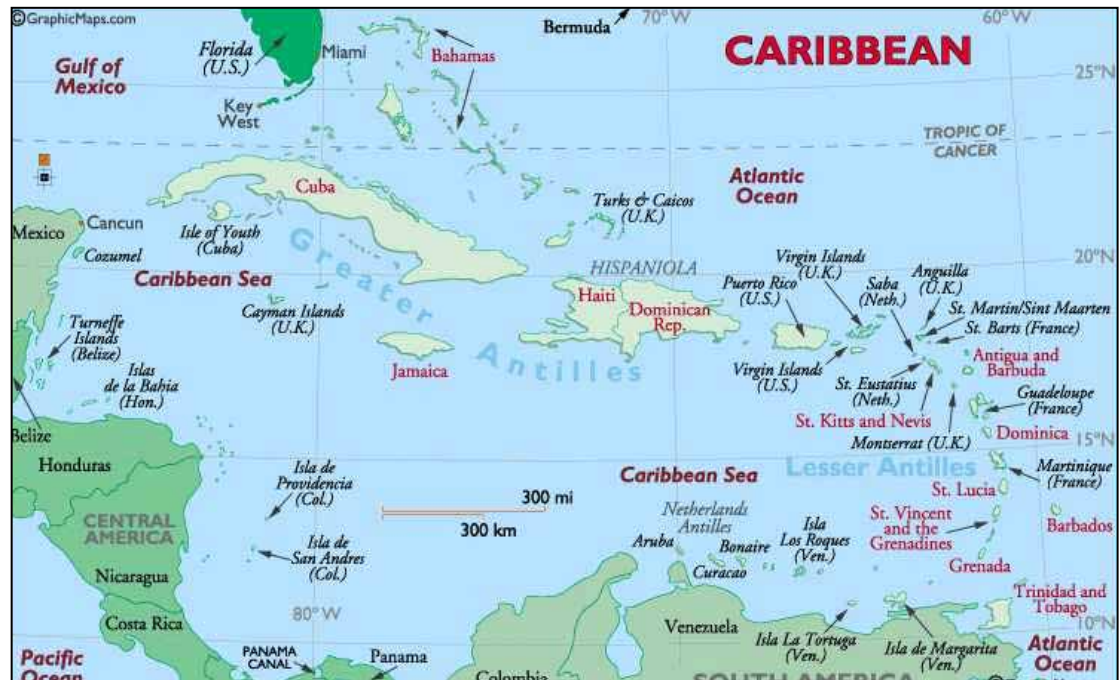 ©GraphicMaps.com
Bermuda
70°W
60°W
CARIBBEAN
Florida
(U.S.)
Miami
Bahamas
Gulf of
Mexico
25°N
Key
West
TROPIC OF
CANCER
Cuba
Atlantic
Ocean
Turks & Caicos
(U.K.)
Mexico
Cancun
Isle of Youth
(Cuba)
Cozumel
Greater
Antilles
HISPANIOLA
20°N
Virgin Islands
(U.K.)
Anguilla
(U.K.)
Caribbean Sea
Puerto Rico
(U.S.)
Saba
(Neth.)
Haiti
Dominican
Rep.
St. Martin/Sint Maarten
Cayman Islands
(U.K.)
St. Barts (France)
Turneffe
Islands
(Belize)
Jamaica
Virgin Islands
(U.S.)
Antigua and
Barbuda
Islas
de la Bahia
(Hon.)
St. Eustatius
(Neth.)
Guadeloupe
(France)
St. Kitts and Nevis
Belize
Montserrat (U.K.)
Dominica
15°N
Honduras
Isla de
Providencia
(Col.)
Caribbean Sea
Lesser Antilles
Martinique
(France)
300 mi
300 km
St. Lucia
CENTRAL
AMERICA
Netherlands
Antilles
Isla
Los Roques
(Ven.)
St. Vincent
and the
Grenadines
Barbados
Isla de
San Andres
(Col.)
Aruba
Bonaire
Curacao
Grenada
Nicaragua
Trinidad and
Tobago
80°W
10°N
Costa Rica
Venezuela
Isla La Tortuga
(Ven.)
Isla de Margarita
(Ven.)
Atlantic
Ocean
Pacific
Ocean
PANAMA
CANAL
Panama
Colombia
SOUTH AMERICA